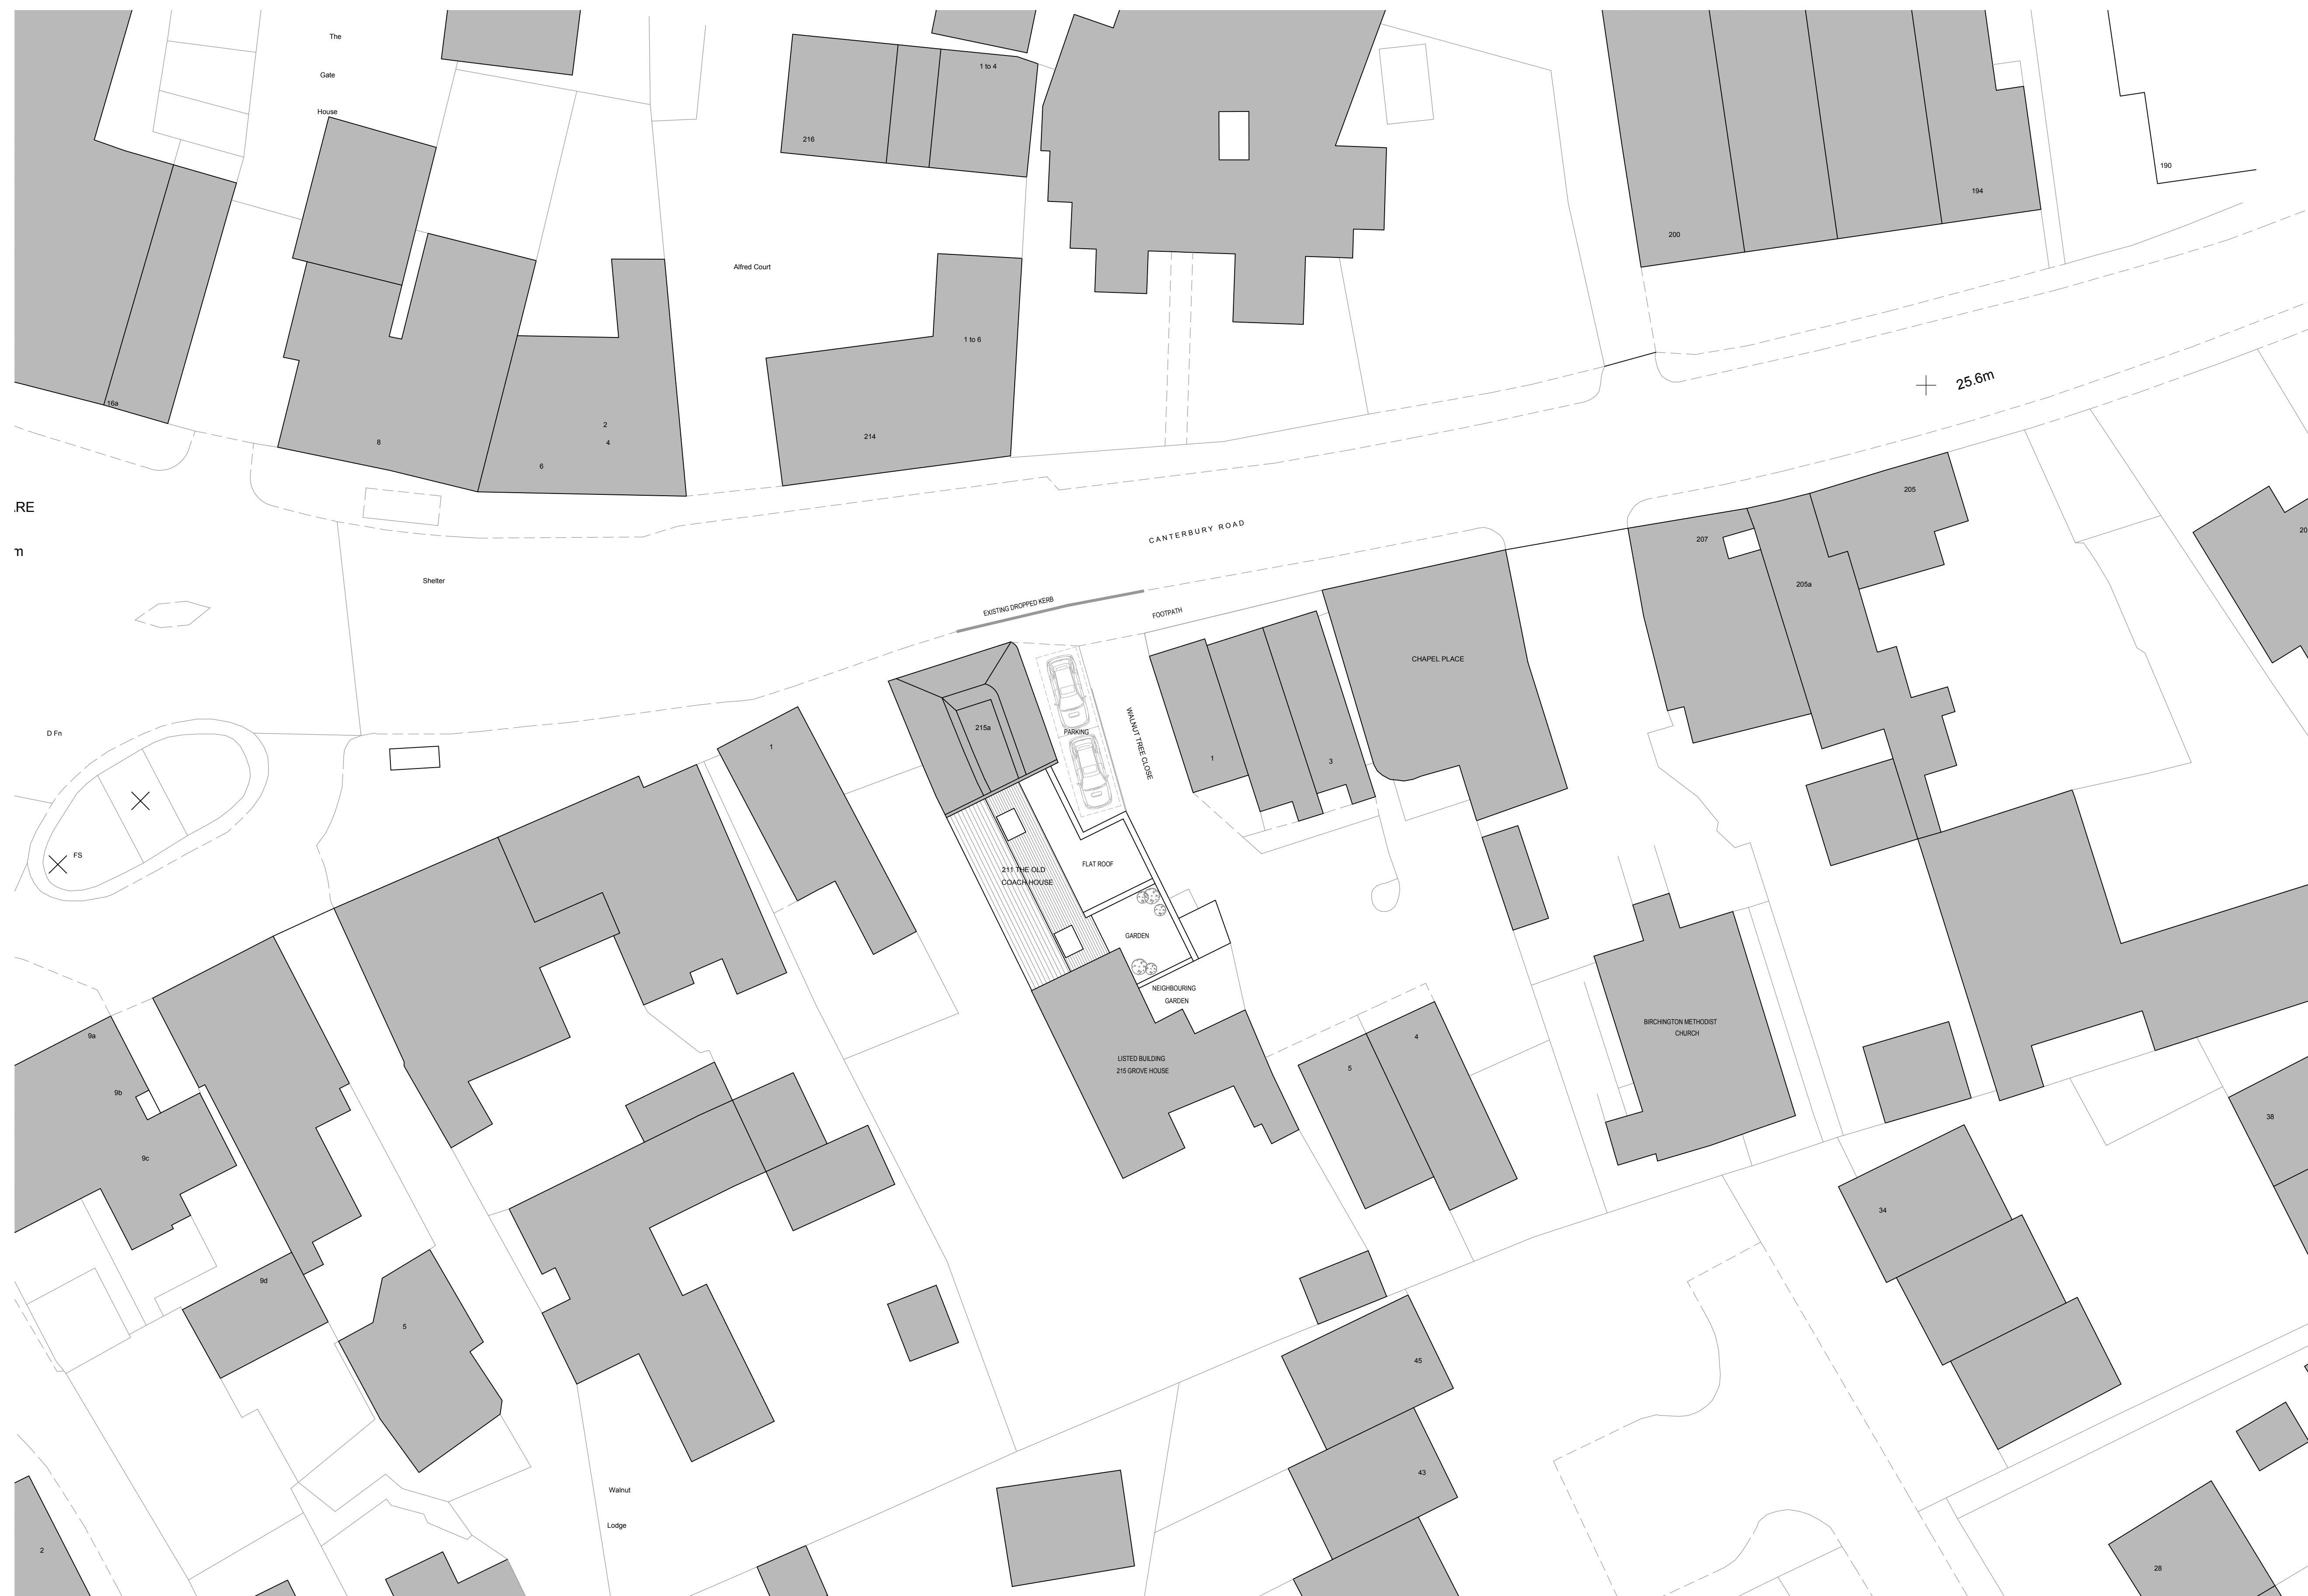 The
Gate
House
1 to 4
216
190
194
200
Alfred Court
1 to 6
25.6m
16a
2
4
8
6
214
205
RE
207
20
CANTERBURY ROAD
m
Shelter
205a
EXISTING DROPPED KERB
FOOTPATH
CHAPEL PLACE
215a
PARKING
WALNUT TREE CLOSE
D Fn
1
1
3
FS
FLAT ROOF
211 THE OLD
COACH HOUSE
GARDEN
NEIGHBOURING
GARDEN
9a
BIRCHINGTON METHODIST
CHURCH
4
LISTED BUILDING
215 GROVE HOUSE
5
9b
38
9c
34
9d
5
45
43
Walnut
Lodge
2
28